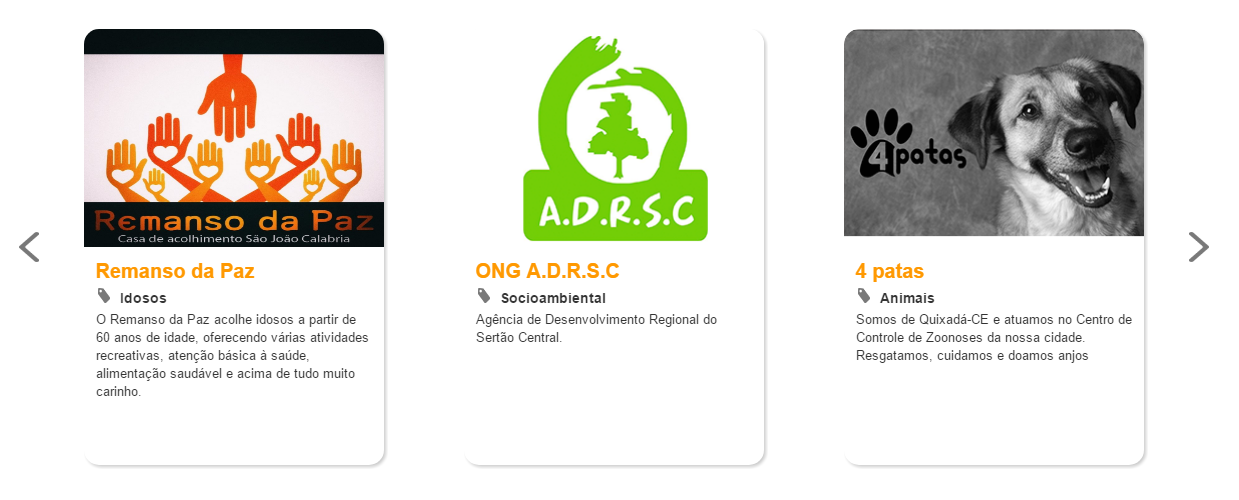 Remanso da Paz
Casa de acolhimento São João Calabria
Remanso da Paz
Idosos
O Remanso da Paz acolhe idosos a partir de
60 anos de idade, oferecendo várias atividades
recreativas, atenção básica à saúde,
alimentação saudável e acima de tudo muito
carinho.
A.D.R.S.C
ONG A.D.R.S.C
Socioambiental
Agência de Desenvolvimento Regional do
Sertão Central.
4patas
4 patas
Animais
Somos de Quixadá-CE e atuamos no Centro de
Controle de Zoonoses da nossa cidade.
Resgatamos, cuidamos e doamos anjos